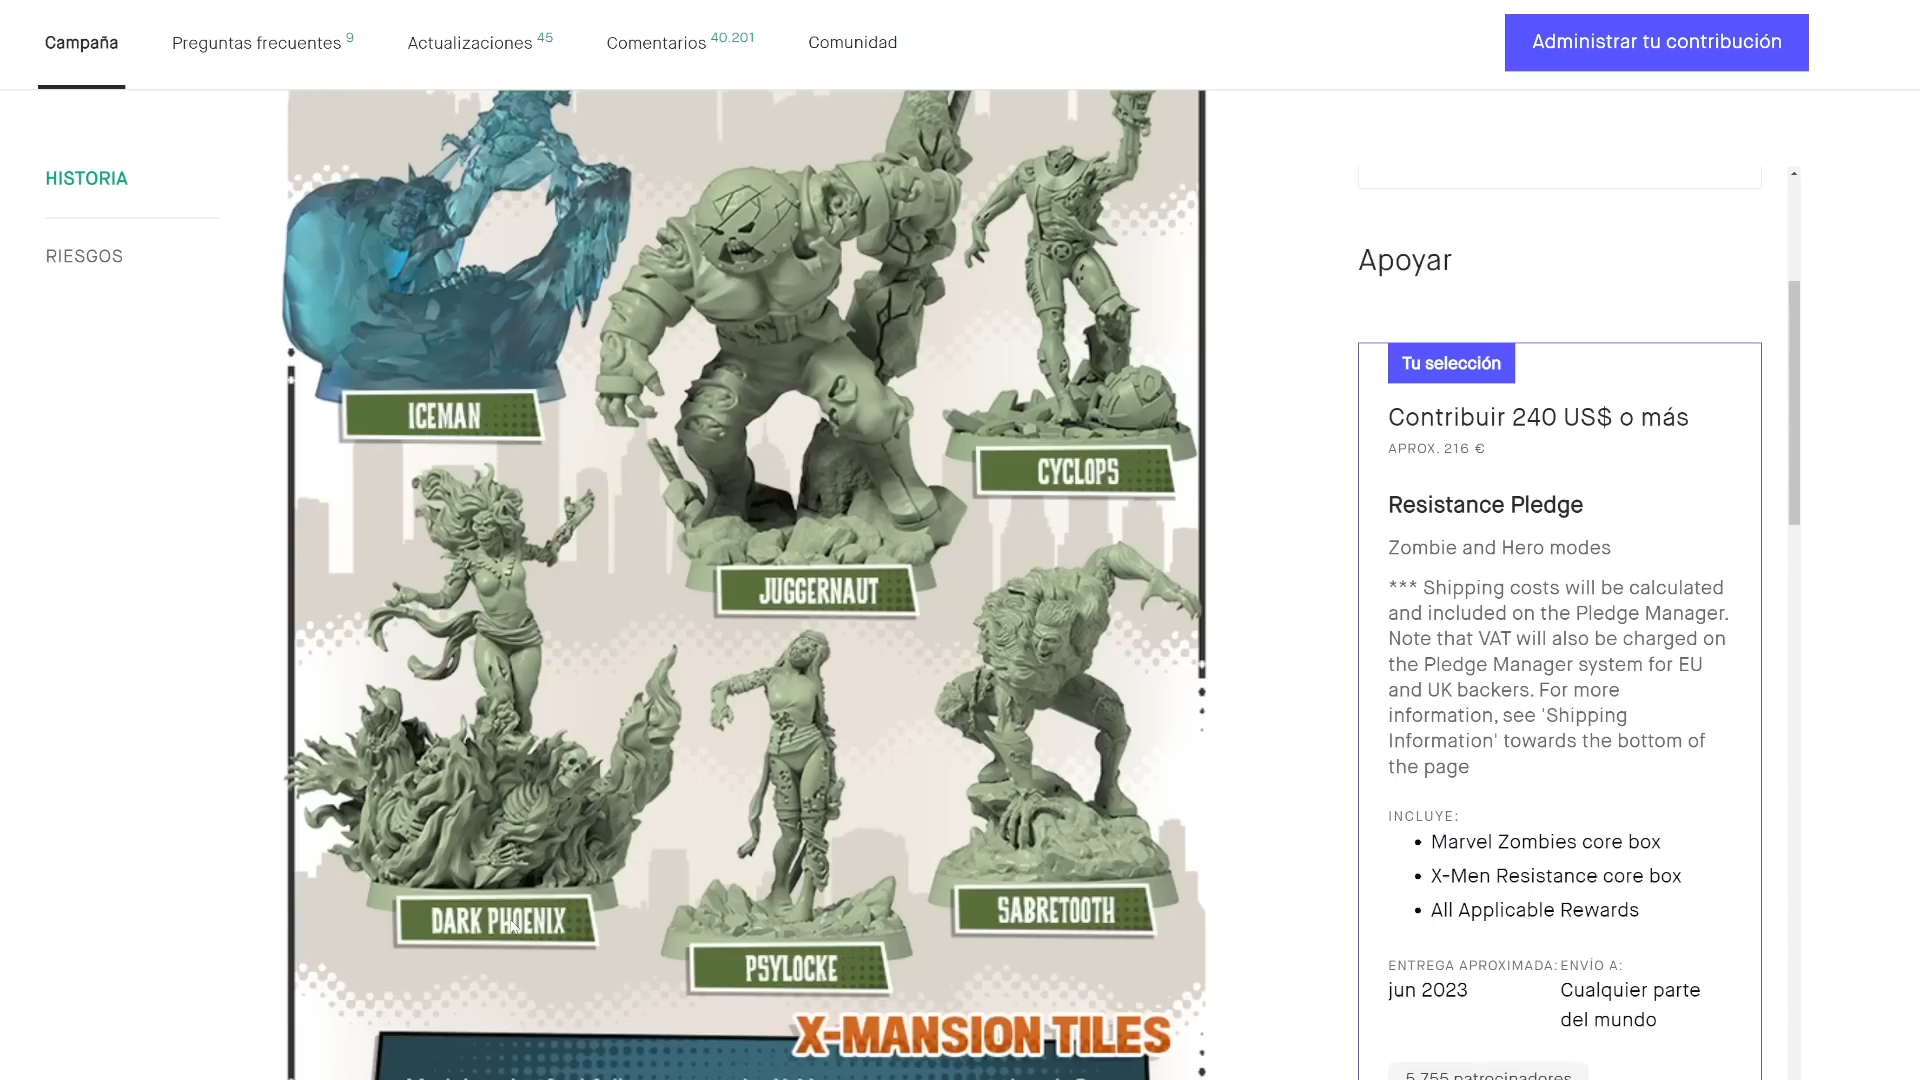 Campaña
Preguntas frecuentes 9
Actualizaciones 45
Comentarios 40.201
Comunidad
Administrar tu contribución
HISTORIA
RIESGOS
ICEMAN
JUGGERNAUT
CYCLOPS
DARK PHOENIX
PSYLOCKE
SABRETOOTH
X-MANSION TILES
Apoyar
Tu selección
Contribuir 240 US$ o más
APROX. 216 €
Resistance Pledge
Zombie and Hero modes
*** Shipping costs will be calculated
and included on the Pledge Manager.
Note that VAT will also be charged on
the Pledge Manager system for EU
and UK backers. For more
information, see 'Shipping
Information' towards the bottom of
the page
INCLUYE:
• Marvel Zombies core box
• X-Men Resistance core box
• All Applicable Rewards
ENTREGA APROXIMADA: ENVÍO A:
jun 2023 Cualquier parte
del mundo
5.755 patrocinadores